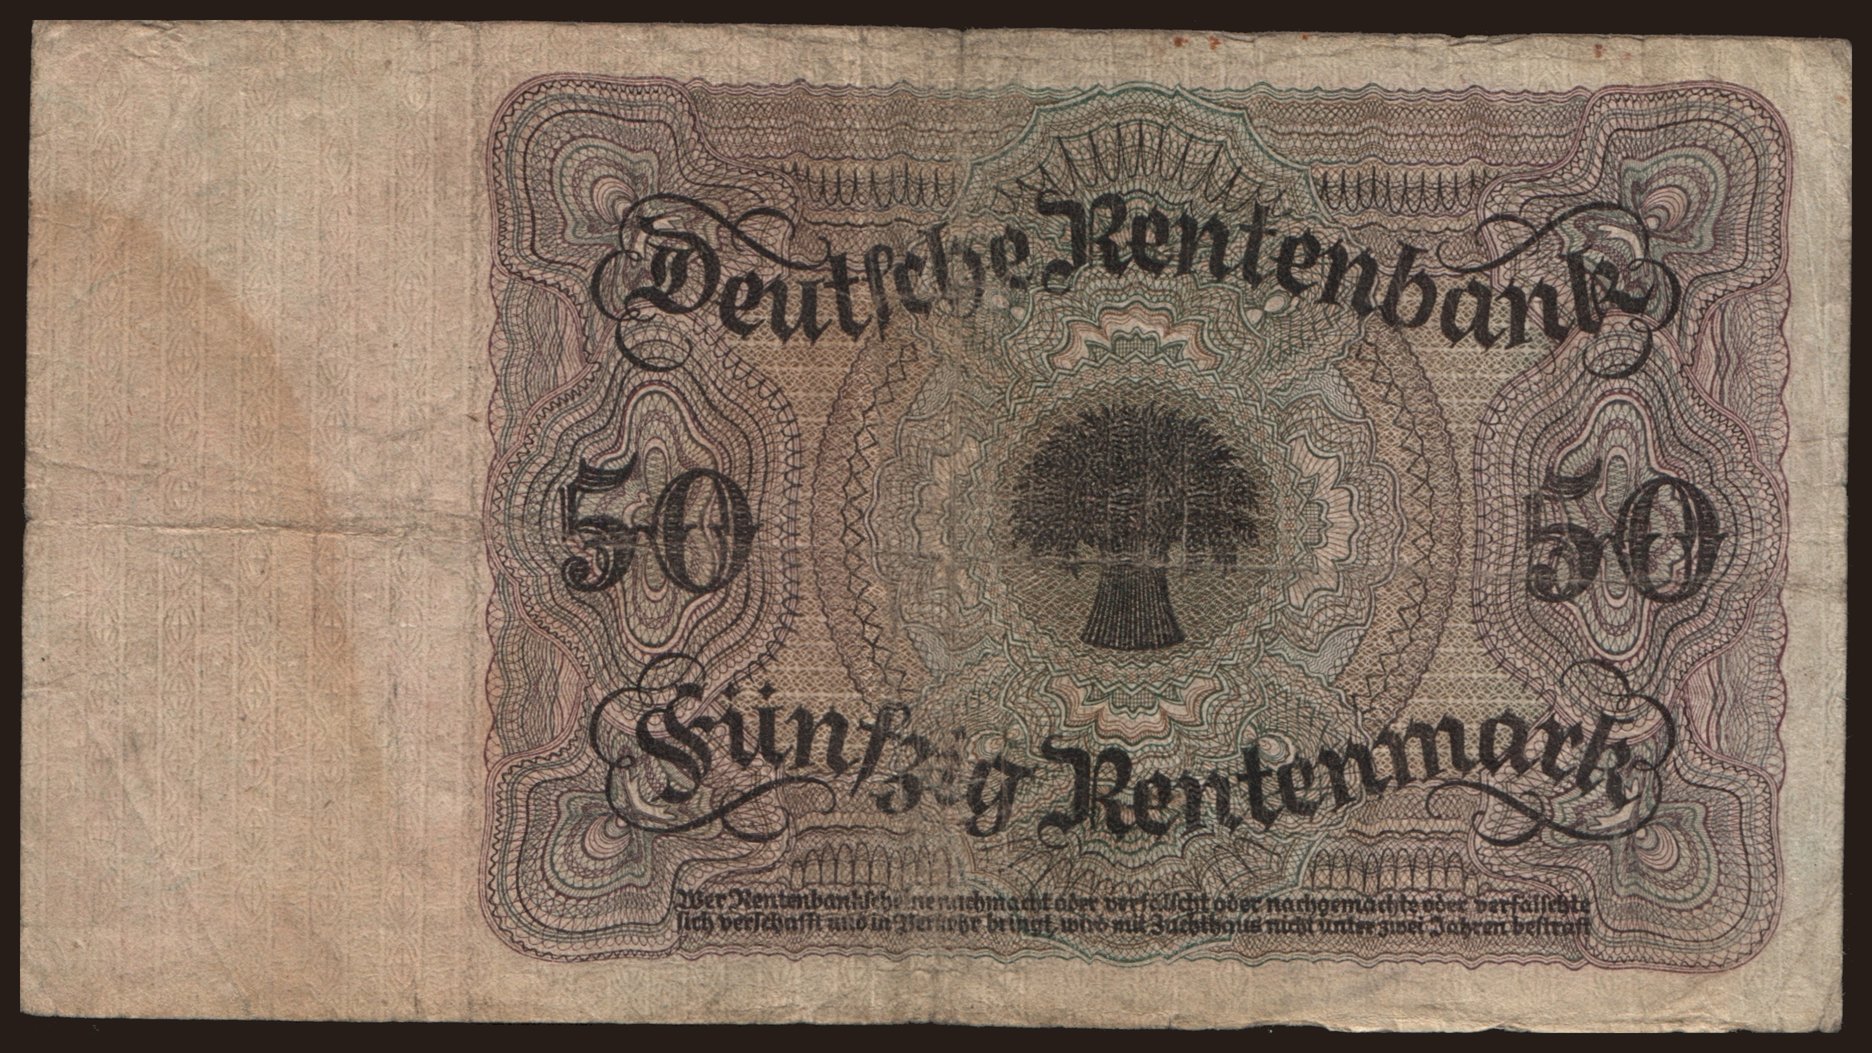 Deutsche Rentenbank
50 50
Fünfzig Rentenmark
Wer Rentenbankscheine nachmacht oder verfälscht oder nachgemachte oder verfälschte
sich verschafft und in Verkehr bringt, wird mit Zuchthaus nicht unter zwei Jahren bestraft